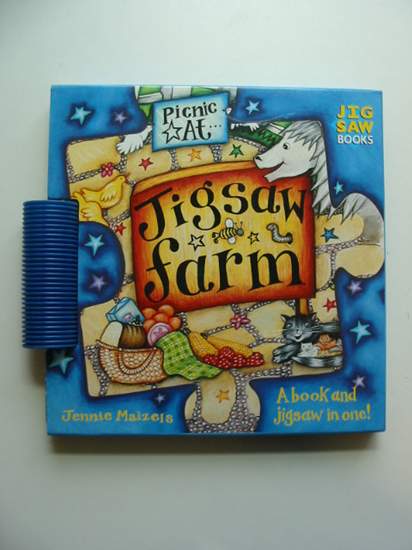 Picnic
At...
JIG
SAW
BOOKS
Jigsaw
farm
A book and
jigsaw in one!
Jennie Maizels